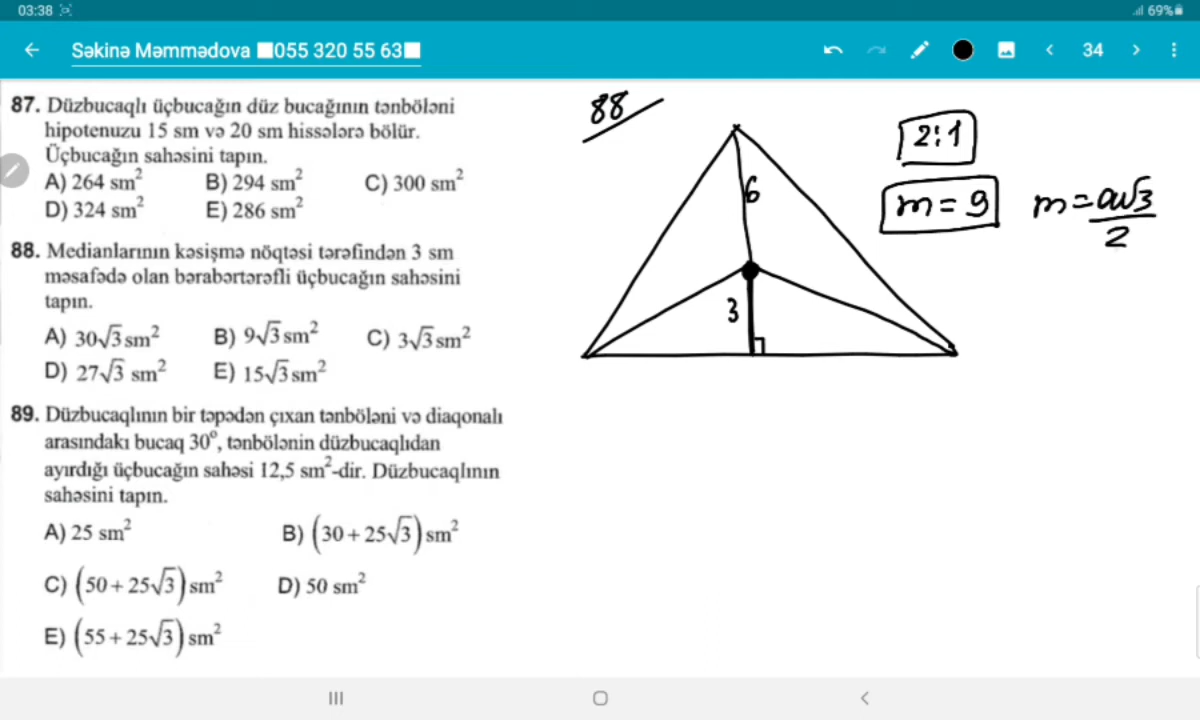 03:38
69%
Səkinə Məmmədova ■055 320 55 63■
34
87. Düzbucaqlı üçbucağın düz bucağının tənböləni
hipotenuzu 15 sm və 20 sm hissələrə bölür.
Üçbucağın sahəsini tapın.
A) 264 sm² B) 294 sm² C) 300 sm²
D) 324 sm² E) 286 sm²
88. Medianlarının kəsişmə nöqtəsi tərəfindən 3 sm
məsafədə olan bərabərtərəfli üçbucağın sahəsini
tapın.
A) 30√3 sm² B) 9√3 sm² C) 3√3 sm²
D) 27√3 sm² E) 15√3 sm²
89. Düzbucaqlının bir təpədən çıxan tənböləni və diaqonalı
arasındakı bucaq 30°, tənbölənin düzbucaqlıdan
ayırdığı üçbucağın sahəsi 12,5 sm²-dir. Düzbucaqlının
sahəsini tapın.
A) 25 sm² B) (30 + 25√3) sm²
C) (50 + 25√3) sm² D) 50 sm²
E) (55 + 25√3) sm²
88
2:1
6
m = 9 m = a√3/2
3